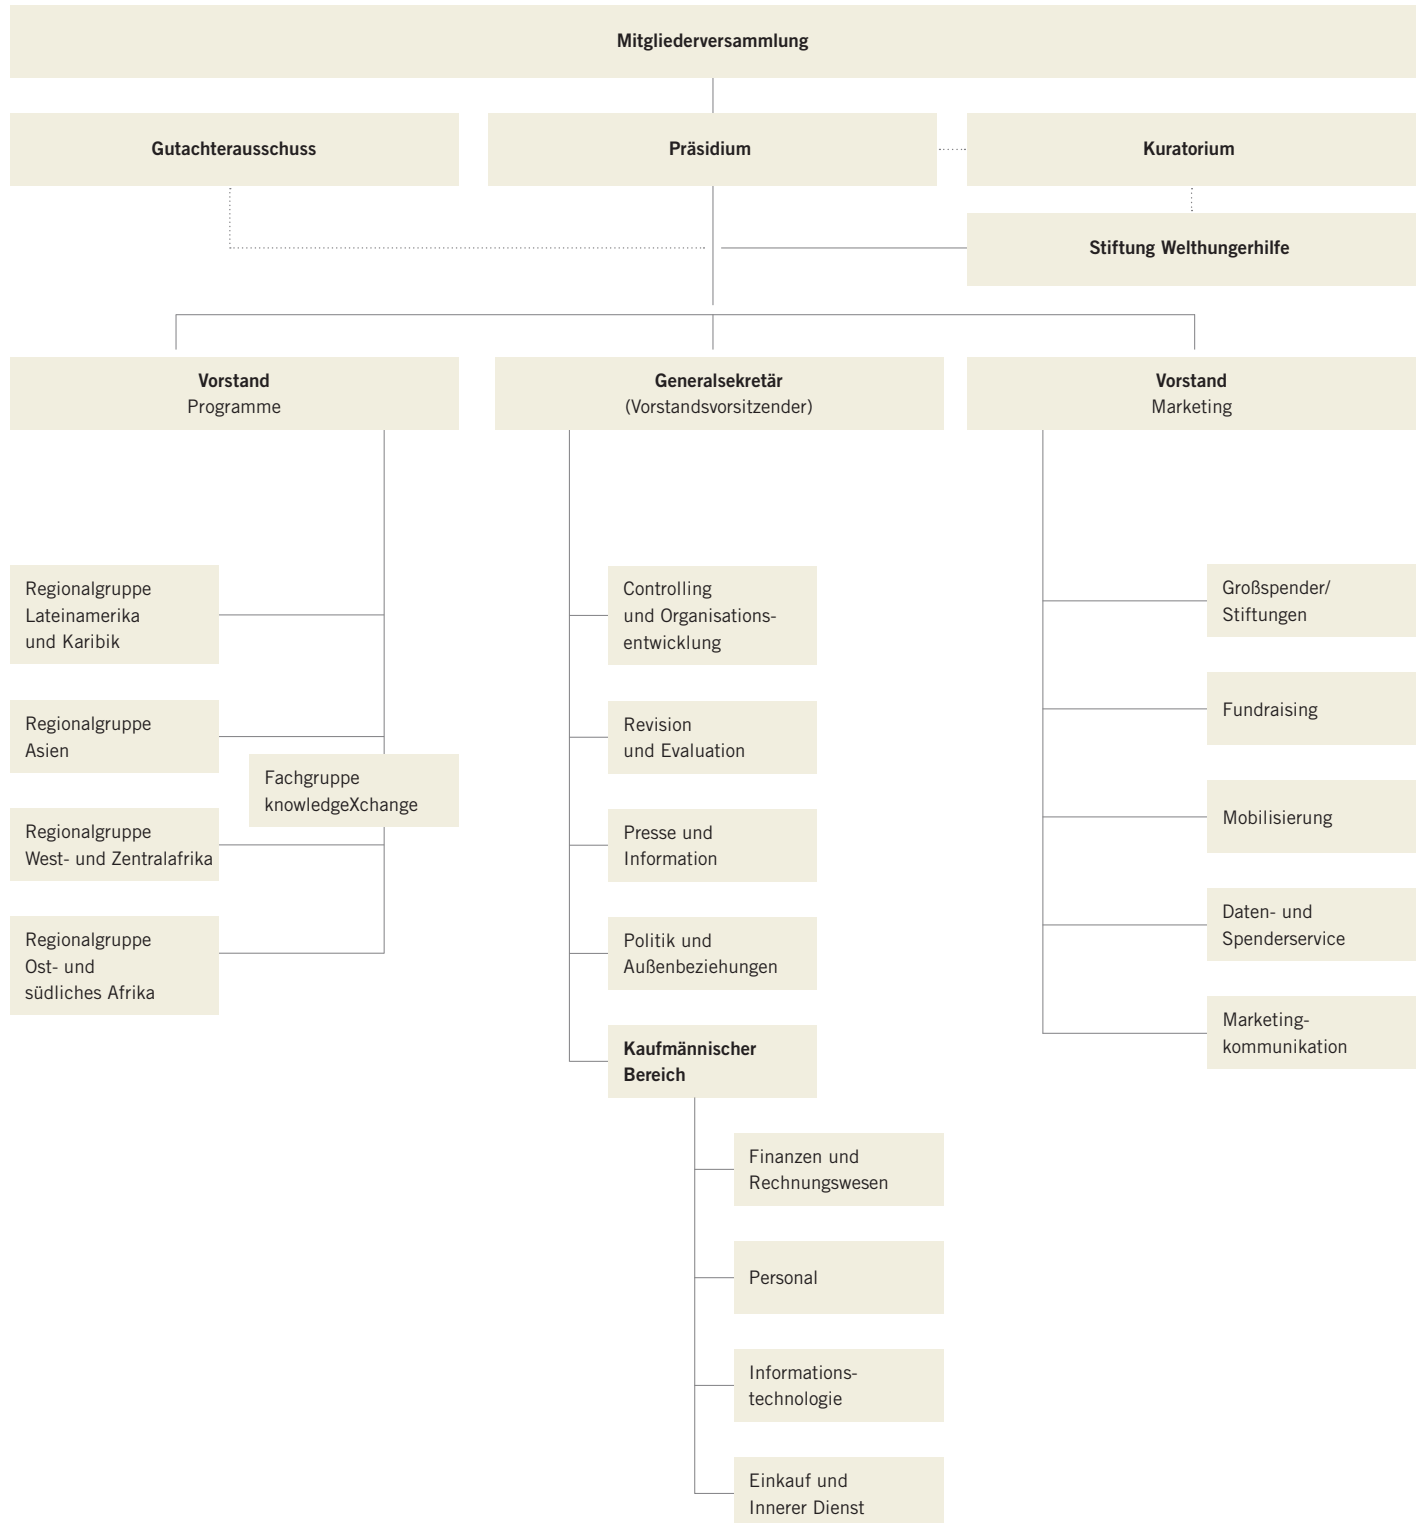 Mitgliederversammlung
Gutachterausschuss
Präsidium
Kuratorium
Stiftung Welthungerhilfe
Vorstand
Programme
Generalsekretär
(Vorstandsvorsitzender)
Vorstand
Marketing
Regionalgruppe
Lateinamerika
und Karibik
Regionalgruppe
Asien
Fachgruppe
knowledgeXchange
Regionalgruppe
West- und Zentralafrika
Regionalgruppe
Ost- und
südliches Afrika
Controlling
und Organisations-
entwicklung
Revision
und Evaluation
Presse und
Information
Politik und
Außenbeziehungen
Kaufmännischer
Bereich
Finanzen und
Rechnungswesen
Personal
Informations-
technologie
Einkauf und
Innerer Dienst
Großspender/
Stiftungen
Fundraising
Mobilisierung
Daten- und
Spenderservice
Marketing-
kommunikation